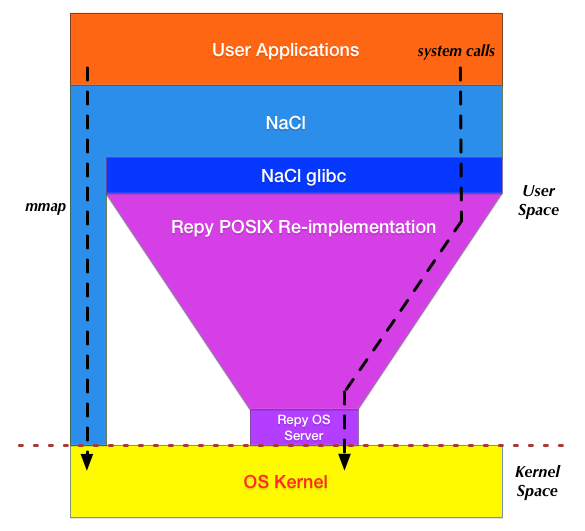 User Applications
system calls
NaCl
NaCl glibc
mmap
User
Space
Repy POSIX Re-implementation
Repy OS
Server
OS Kernel
Kernel
Space